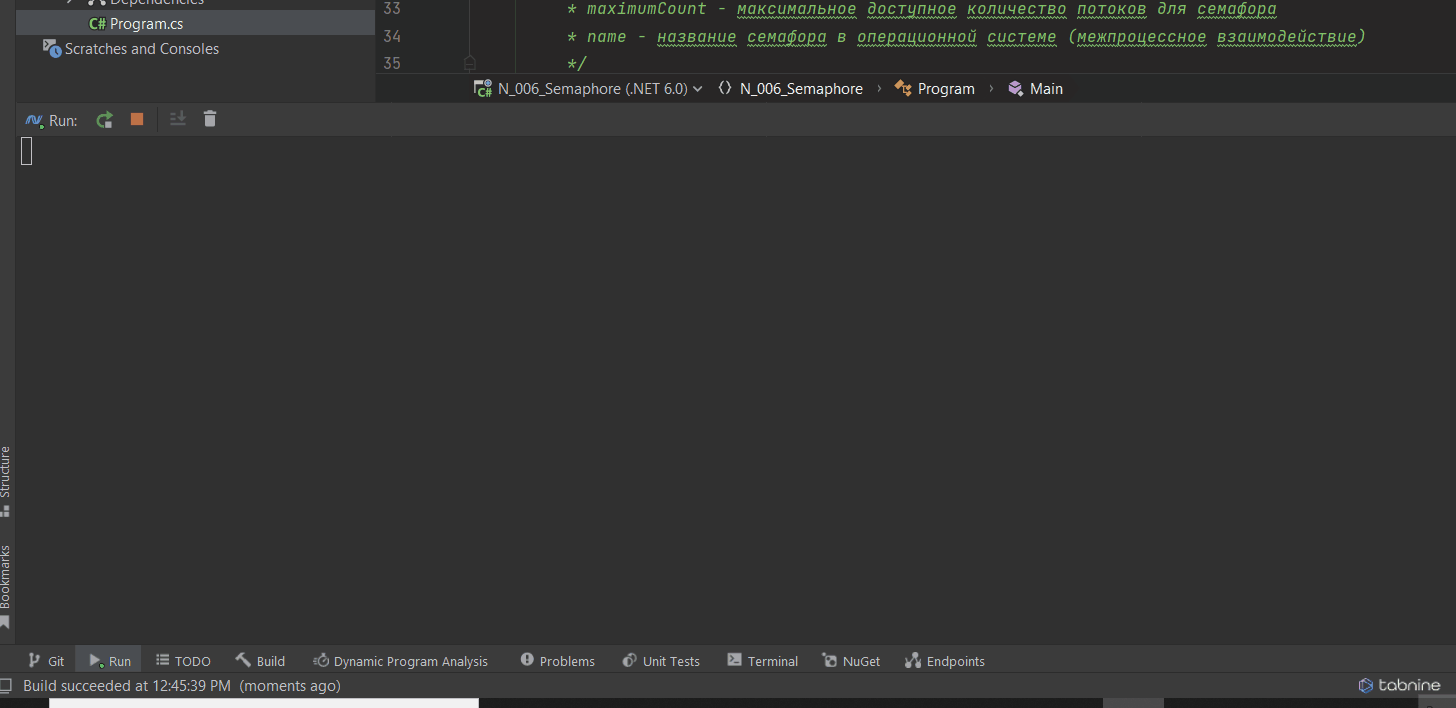 Dependencies
Program.cs
Scratches and Consoles
33 * maximumCount - максимальное доступное количество потоков для семафора
34 * name - название семафора в операционной системе (межпроцессное взаимодействие)
35 */
N_006_Semaphore (.NET 6.0) N_006_Semaphore › Program › Main
Run:
Structure
Bookmarks
Git Run TODO Build Dynamic Program Analysis Problems Unit Tests Terminal NuGet Endpoints
Build succeeded at 12:45:39 PM (moments ago)
tabnine